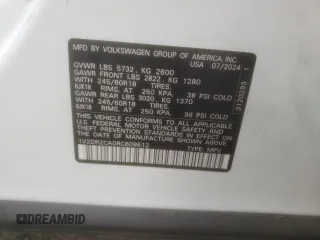 MFD. BY VOLKSWAGEN GROUP OF AMERICA, INC.
USA 07/2024
GVWR LBS 5732, KG 2600
GAWR FRONT LBS 2822, KG 1280
WITH 245/60R18 TIRES,
8JX18 RIMS, AT 250 KPA, 36 PSI COLD
GAWR REAR LBS 3020, KG 1370
WITH 245/60R18 TIRES,
8JX18 RIMS, AT 250 KPA, 36 PSI COLD
THIS VEHICLE CONFORMS TO ALL APPLICABLE
U.S. FEDERAL MOTOR VEHICLE SAFETY AND
THEFT PREVENTION STANDARDS IN EFFECT ON
THE DATE OF MANUFACTURE SHOWN ABOVE.
TYPE: MPV
3120293
DREAMBID